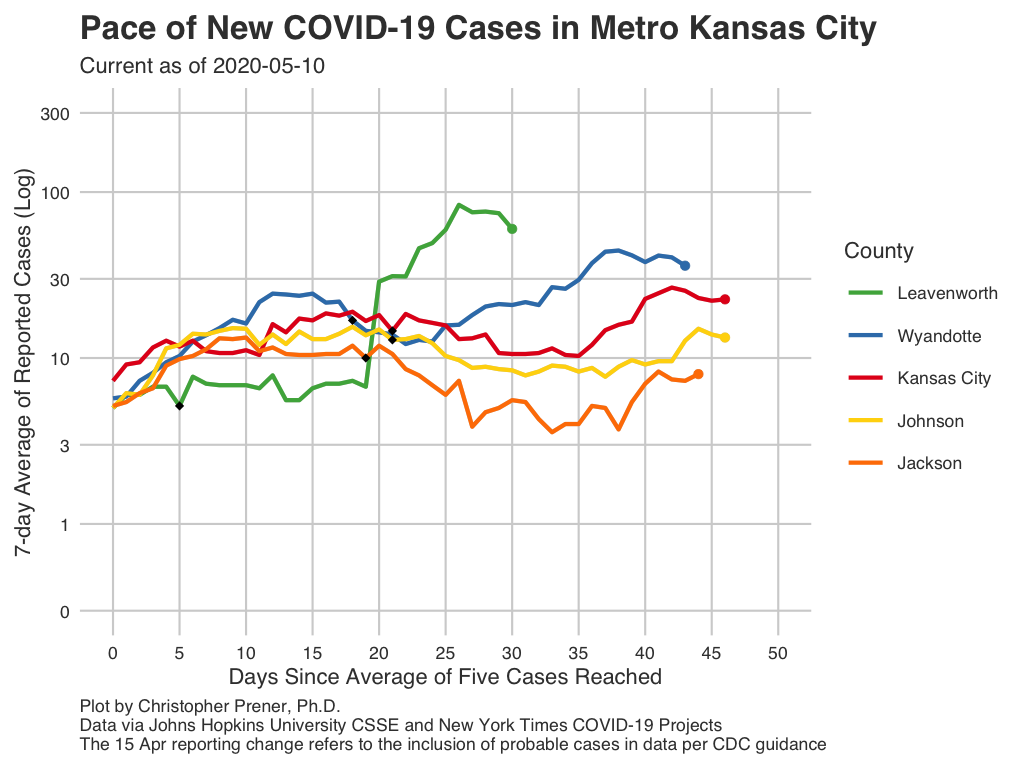 Pace of New COVID-19 Cases in Metro Kansas City
Current as of 2020-05-10
7-day Average of Reported Cases (Log)
300
100
30
10
3
1
0
0 5 10 15 20 25 30 35 40 45 50
Days Since Average of Five Cases Reached
County
Leavenworth
Wyandotte
Kansas City
Johnson
Jackson
Plot by Christopher Prener, Ph.D.
Data via Johns Hopkins University CSSE and New York Times COVID-19 Projects
The 15 Apr reporting change refers to the inclusion of probable cases in data per CDC guidance